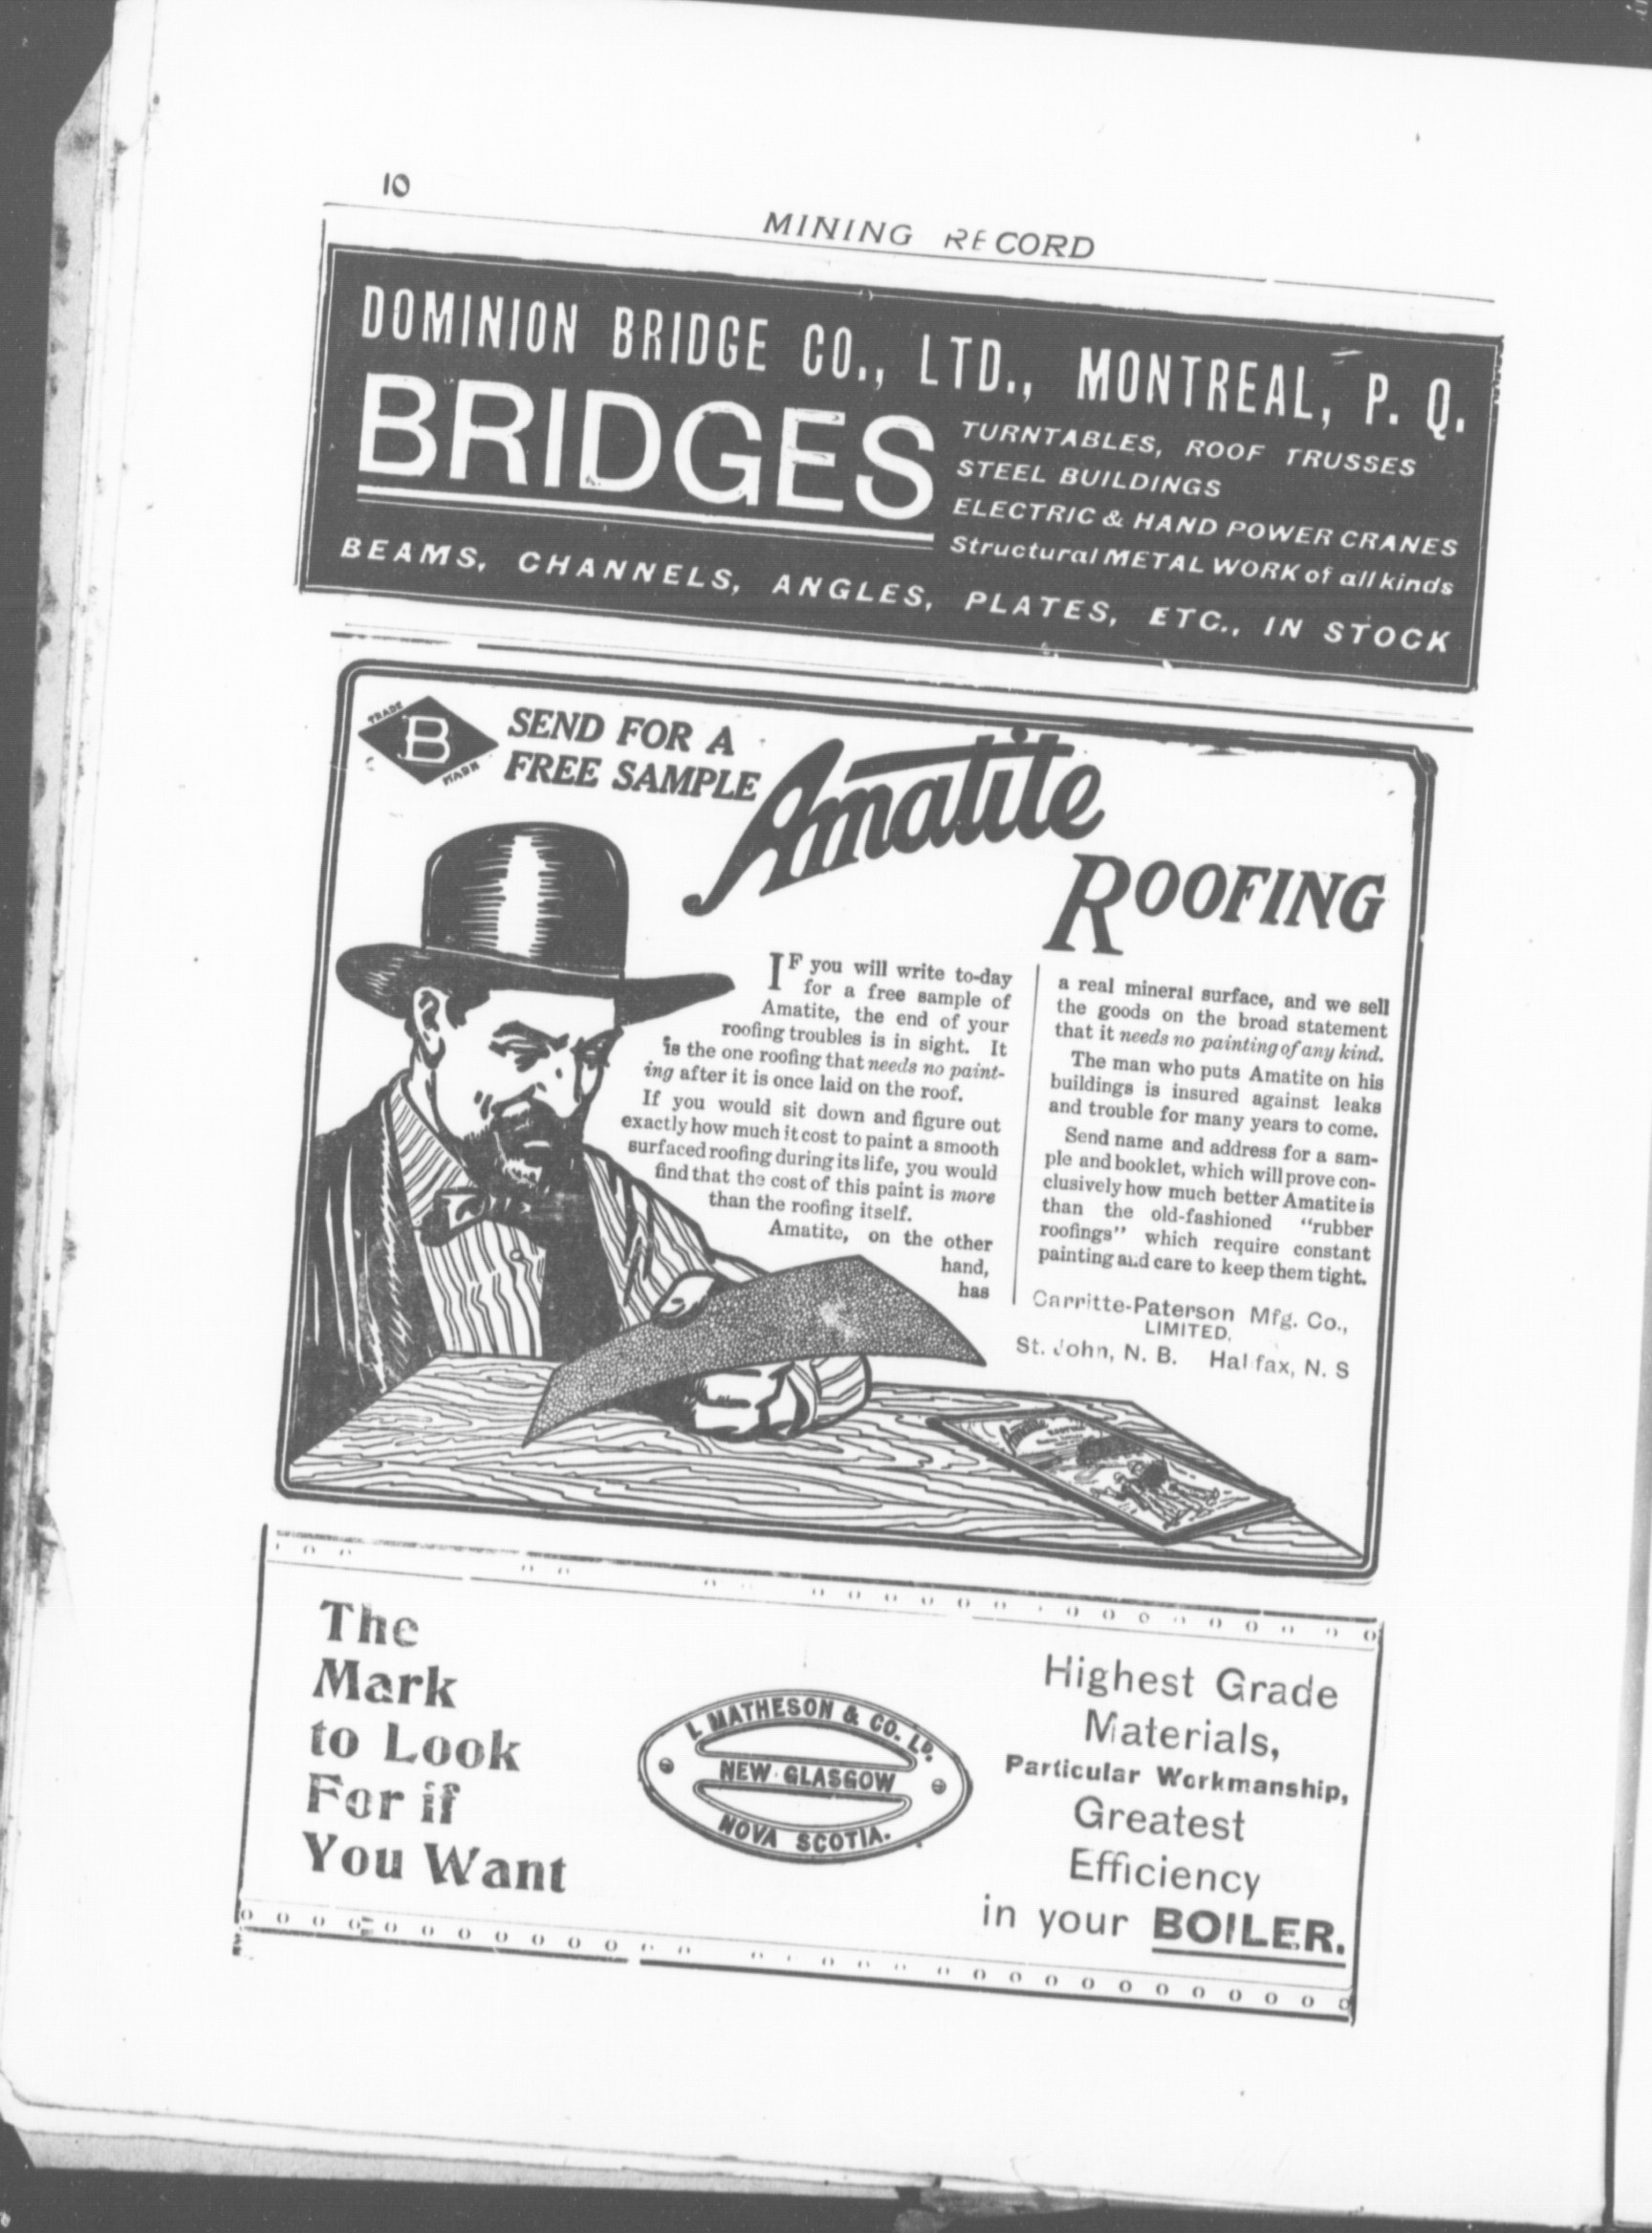 10
MINING RECORD
DOMINION BRIDGE CO., LTD., MONTREAL, P. Q.
BRIDGES
TURNTABLES, ROOF TRUSSES
STEEL BUILDINGS
ELECTRIC & HAND POWER CRANES
Structural METAL WORK of all kinds
BEAMS, CHANNELS, ANGLES, PLATES, ETC., IN STOCK
TRADE
B
MARK
SEND FOR A
FREE SAMPLE
Amatite
ROOFING
IF you will write to-day
for a free sample of
Amatite, the end of your
roofing troubles is in sight. It
is the one roofing that needs no paint-
ing after it is once laid on the roof.
If you would sit down and figure out
exactly how much it cost to paint a smooth
surfaced roofing during its life, you would
find that the cost of this paint is more
than the roofing itself.
Amatite, on the other
hand,
has
a real mineral surface, and we sell
the goods on the broad statement
that it needs no painting of any kind.
The man who puts Amatite on his
buildings is insured against leaks
and trouble for many years to come.
Send name and address for a sam-
ple and booklet, which will prove con-
clusively how much better Amatite is
than the old-fashioned "rubber
roofings" which require constant
painting and care to keep them tight.
Carritte-Paterson Mfg. Co.,
LIMITED.
St. John, N. B. Halifax, N. S
Amatite
ROOFING
The
Mark
to Look
For if
You Want
L MATHESON & CO. LD.
NEW GLASGOW
NOVA SCOTIA.
Highest Grade
Materials,
Particular Workmanship,
Greatest
Efficiency
in your BOILER.